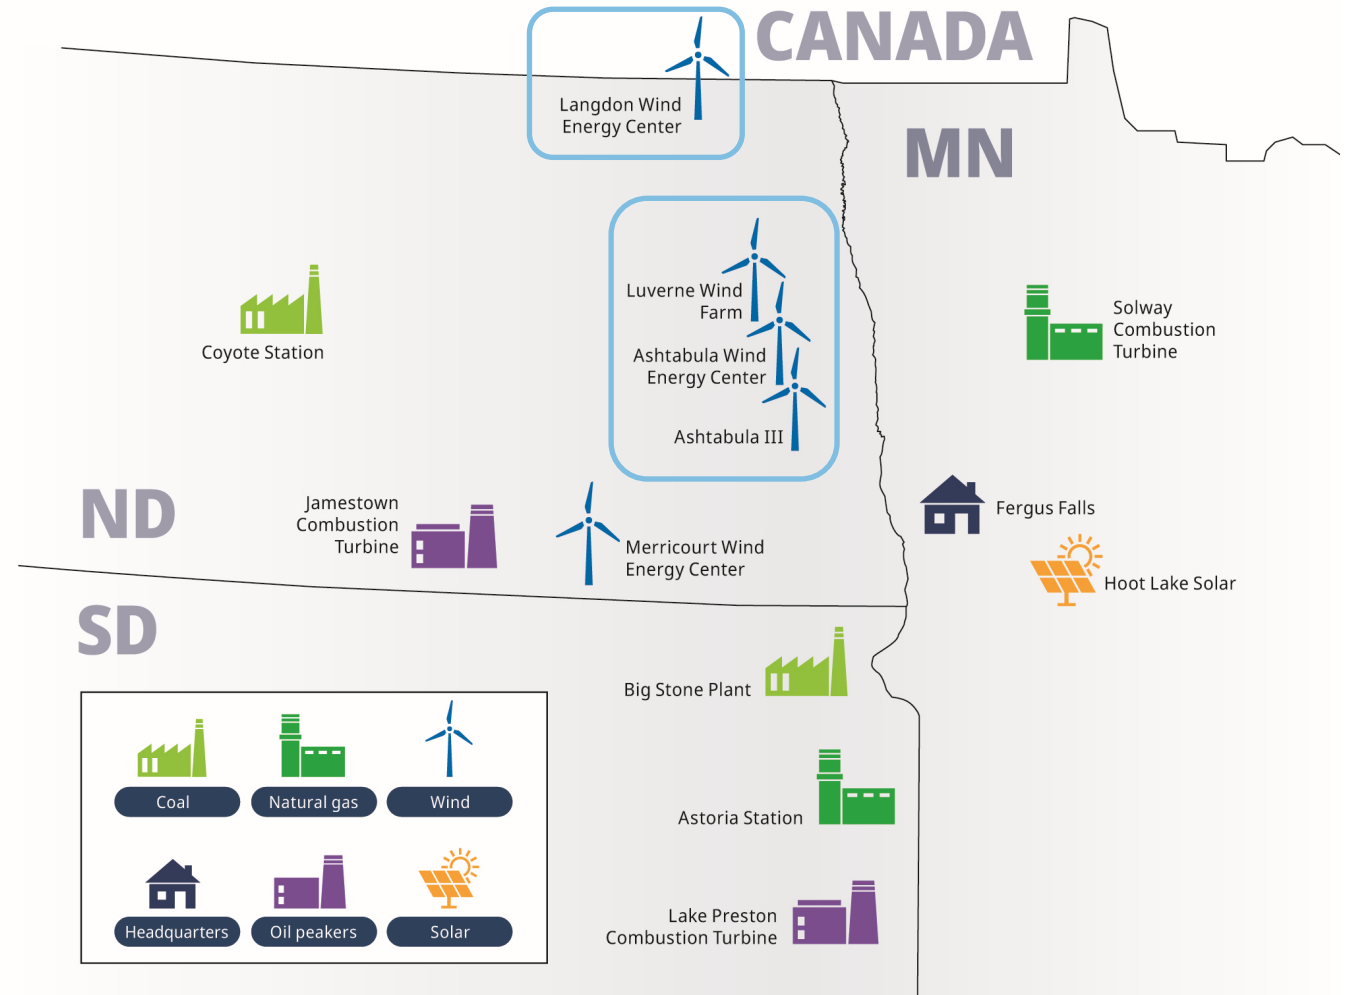 CANADA
Langdon Wind
Energy Center
MN
Luverne Wind
Farm
Ashtabula Wind
Energy Center
Ashtabula III
Coyote Station
Solway
Combustion
Turbine
ND
Jamestown
Combustion
Turbine
Merricourt Wind
Energy Center
Fergus Falls
Hoot Lake Solar
SD
Big Stone Plant
Astoria Station
Lake Preston
Combustion Turbine
Coal
Natural gas
Wind
Headquarters
Oil peakers
Solar